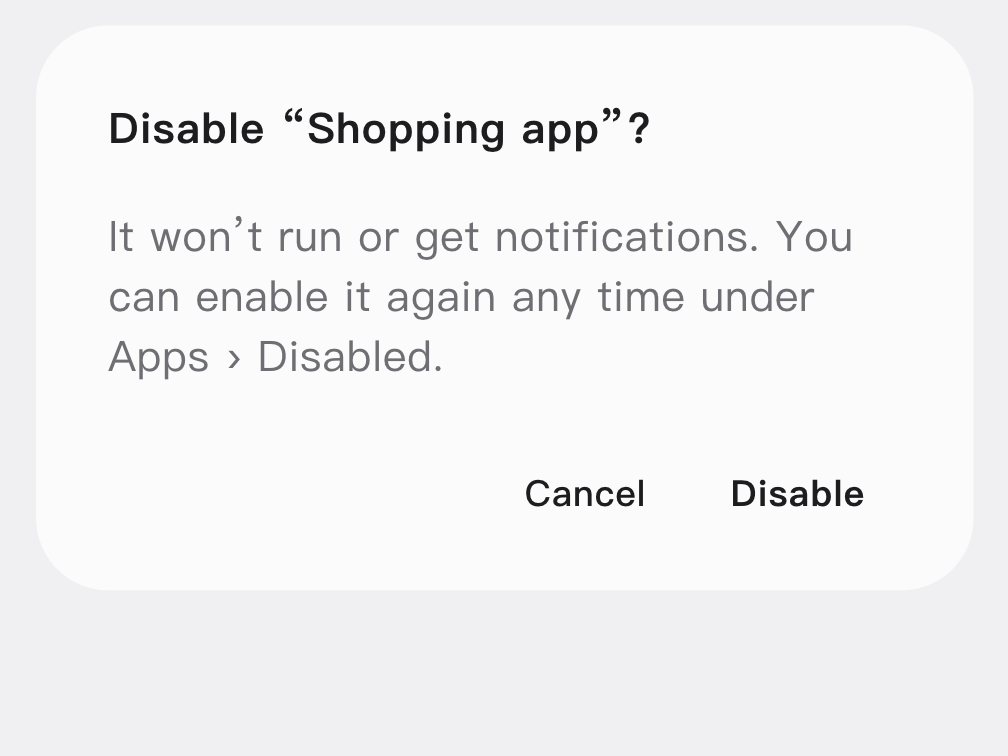 Disable “Shopping app”?
It won’t run or get notifications. You
can enable it again any time under
Apps › Disabled.
Cancel Disable